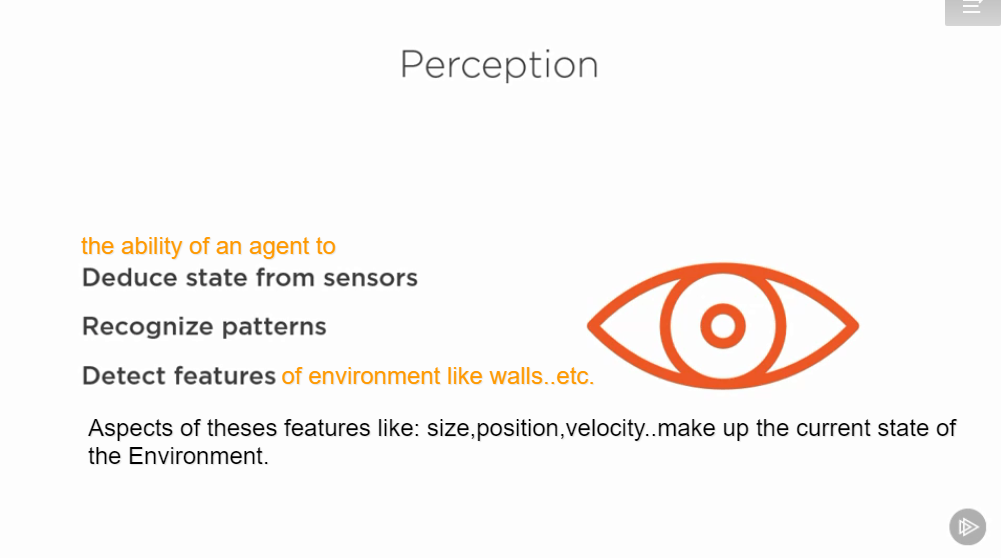 Perception
the ability of an agent to
Deduce state from sensors
Recognize patterns
Detect features of environment like walls..etc.
Aspects of theses features like: size,position,velocity..make up the current state of
the Environment.